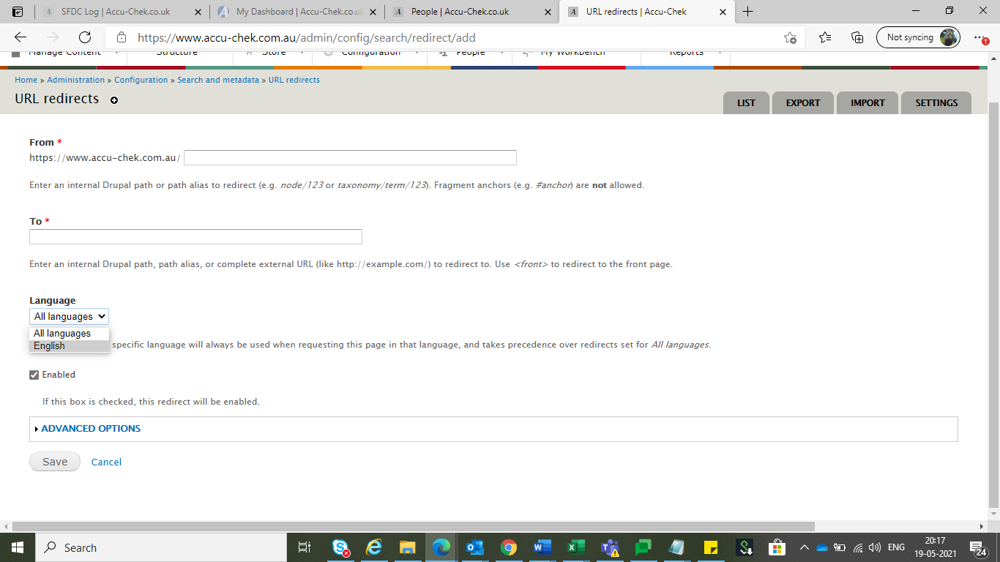 SFDC Log | Accu-Chek.co.uk
My Dashboard | Accu-Chek.co.uk
People | Accu-Chek.co.uk
URL redirects | Accu-Chek
https://www.accu-chek.com.au/admin/config/search/redirect/add
Not syncing
Manage Content Structure Store Configuration People My Workbench Reports
Home » Administration » Configuration » Search and metadata » URL redirects
URL redirects
LIST EXPORT IMPORT SETTINGS
From *
https://www.accu-chek.com.au/
Enter an internal Drupal path or path alias to redirect (e.g. node/123 or taxonomy/term/123). Fragment anchors (e.g. #anchor) are not allowed.
To *
Enter an internal Drupal path, path alias, or complete external URL (like http://example.com/) to redirect to. Use <front> to redirect to the front page.
Language
All languages
All languages
English
specific language will always be used when requesting this page in that language, and takes precedence over redirects set for All languages.
Enabled
If this box is checked, this redirect will be enabled.
ADVANCED OPTIONS
Save Cancel
Search
ENG
20:17
19-05-2021
24